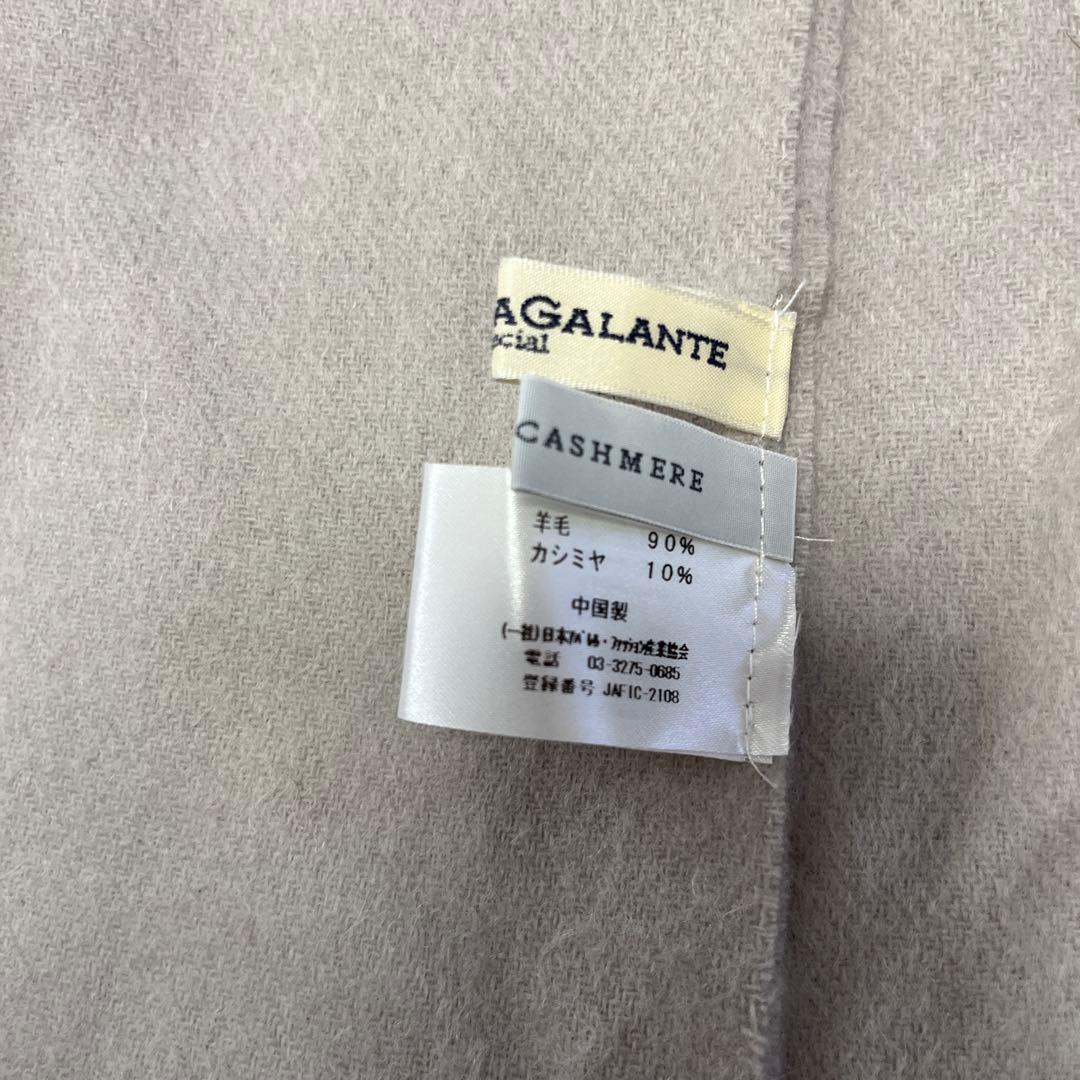 AGALANTE
ecial
CASHMERE
羊毛 90%
カシミヤ 10%
中国製
(一社)日本アパレル・ファッション産業協会
電話 03-3275-0685
登録番号 JAFIC-2108